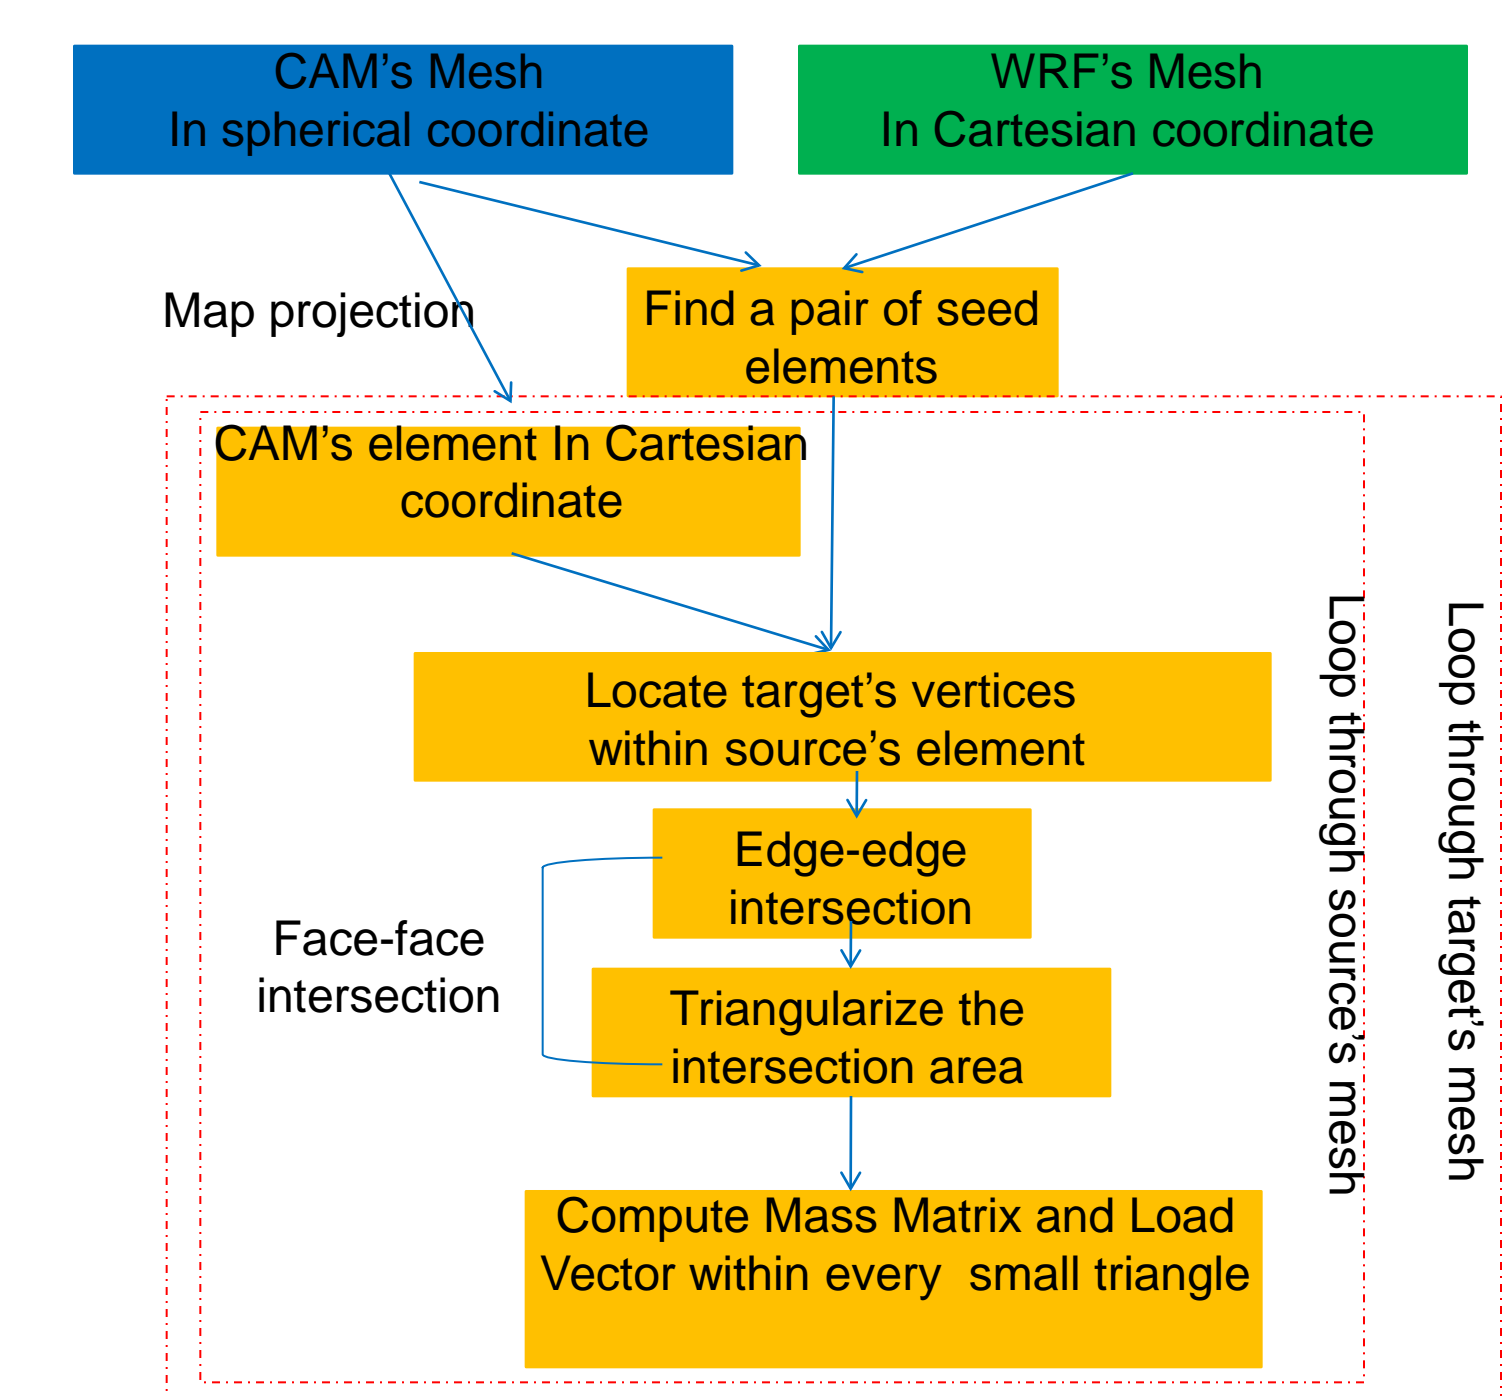 CAM’s Mesh
In spherical coordinate
WRF’s Mesh
In Cartesian coordinate
Map projection
Find a pair of seed
elements
CAM’s element In Cartesian
coordinate
Locate target’s vertices
within source’s element
Edge-edge
intersection
Face-face
intersection
Triangularize the
intersection area
Compute Mass Matrix and Load
Vector within every  small triangle
Loop through source’s mesh
Loop through target’s mesh